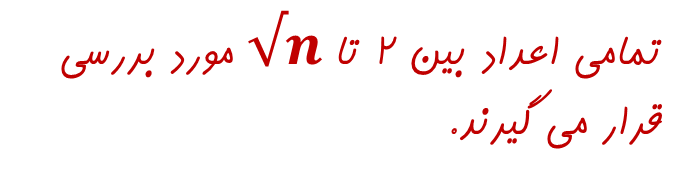 تمامی اعداد بین ۲ تا √n مورد بررسی
قرار می گیرند.